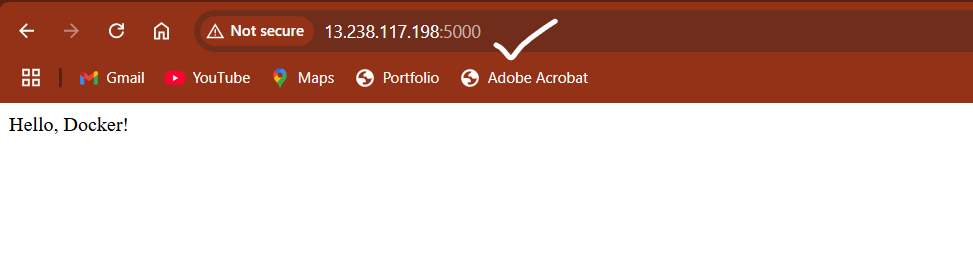 Not secure 13.238.117.198:5000
Gmail YouTube Maps Portfolio Adobe Acrobat
Hello, Docker!